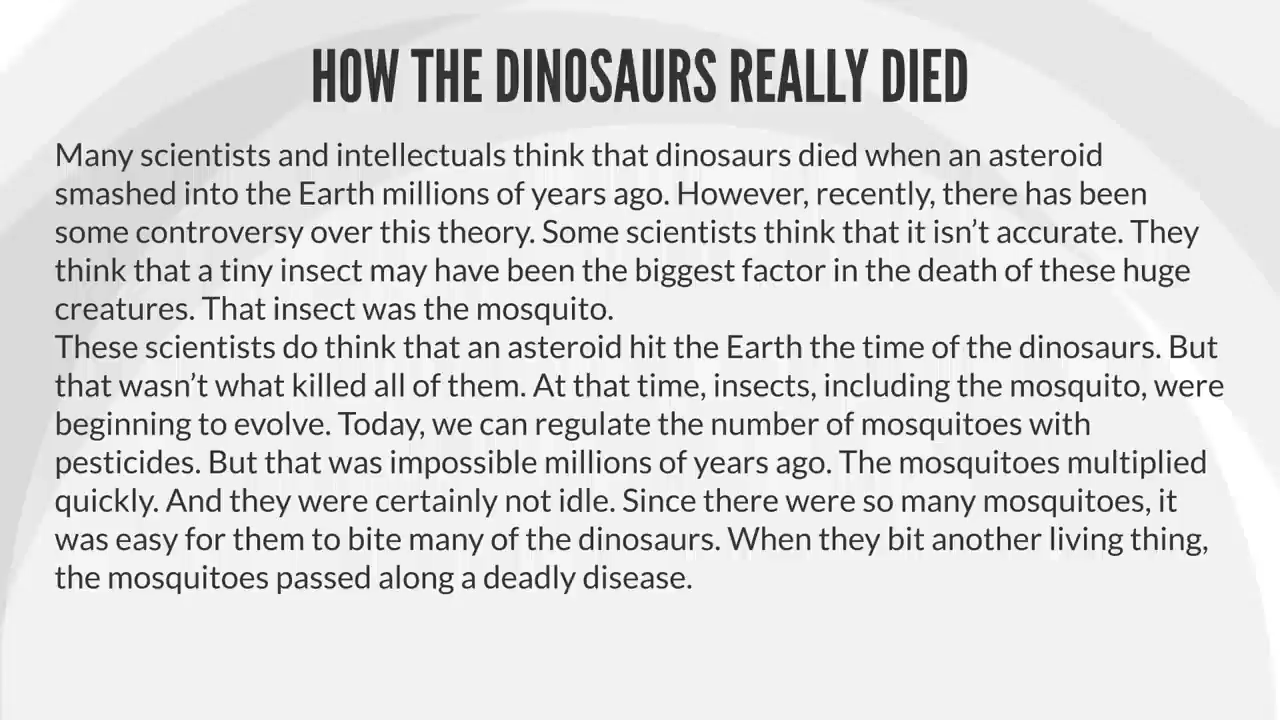 HOW THE DINOSAURS REALLY DIED
Many scientists and intellectuals think that dinosaurs died when an asteroid
smashed into the Earth millions of years ago. However, recently, there has been
some controversy over this theory. Some scientists think that it isn’t accurate. They
think that a tiny insect may have been the biggest factor in the death of these huge
creatures. That insect was the mosquito.
These scientists do think that an asteroid hit the Earth the time of the dinosaurs. But
that wasn’t what killed all of them. At that time, insects, including the mosquito, were
beginning to evolve. Today, we can regulate the number of mosquitoes with
pesticides. But that was impossible millions of years ago. The mosquitoes multiplied
quickly. And they were certainly not idle. Since there were so many mosquitoes, it
was easy for them to bite many of the dinosaurs. When they bit another living thing,
the mosquitoes passed along a deadly disease.